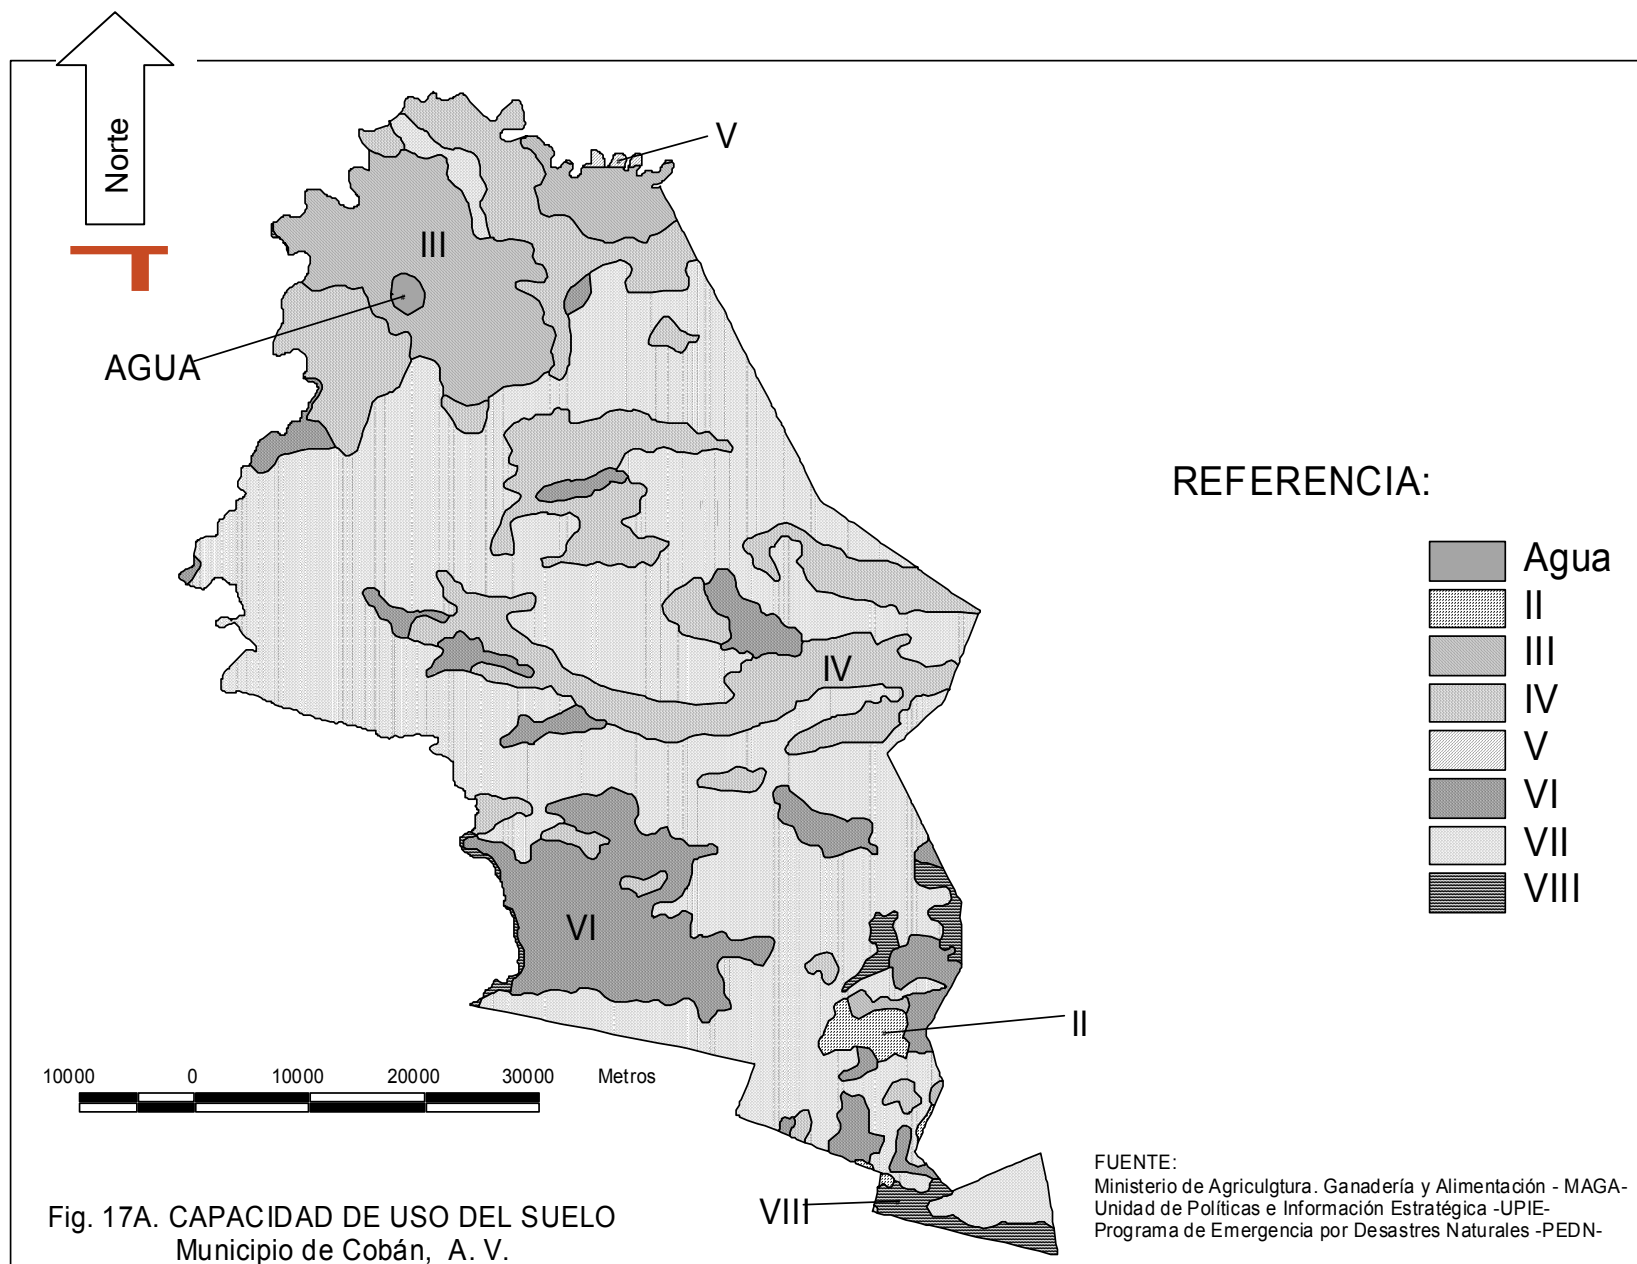 Norte
V
III
AGUA
REFERENCIA:
Agua
II
III
IV
V
VI
VII
VIII
IV
VI
II
10000 0 10000 20000 30000 Metros
VIII
FUENTE:
Ministerio de Agriculgtura. Ganadería y Alimentación - MAGA-
Unidad de Políticas e Información Estratégica -UPIE-
Programa de Emergencia por Desastres Naturales -PEDN-
Fig. 17A. CAPACIDAD DE USO DEL SUELO
Municipio de Cobán, A. V.